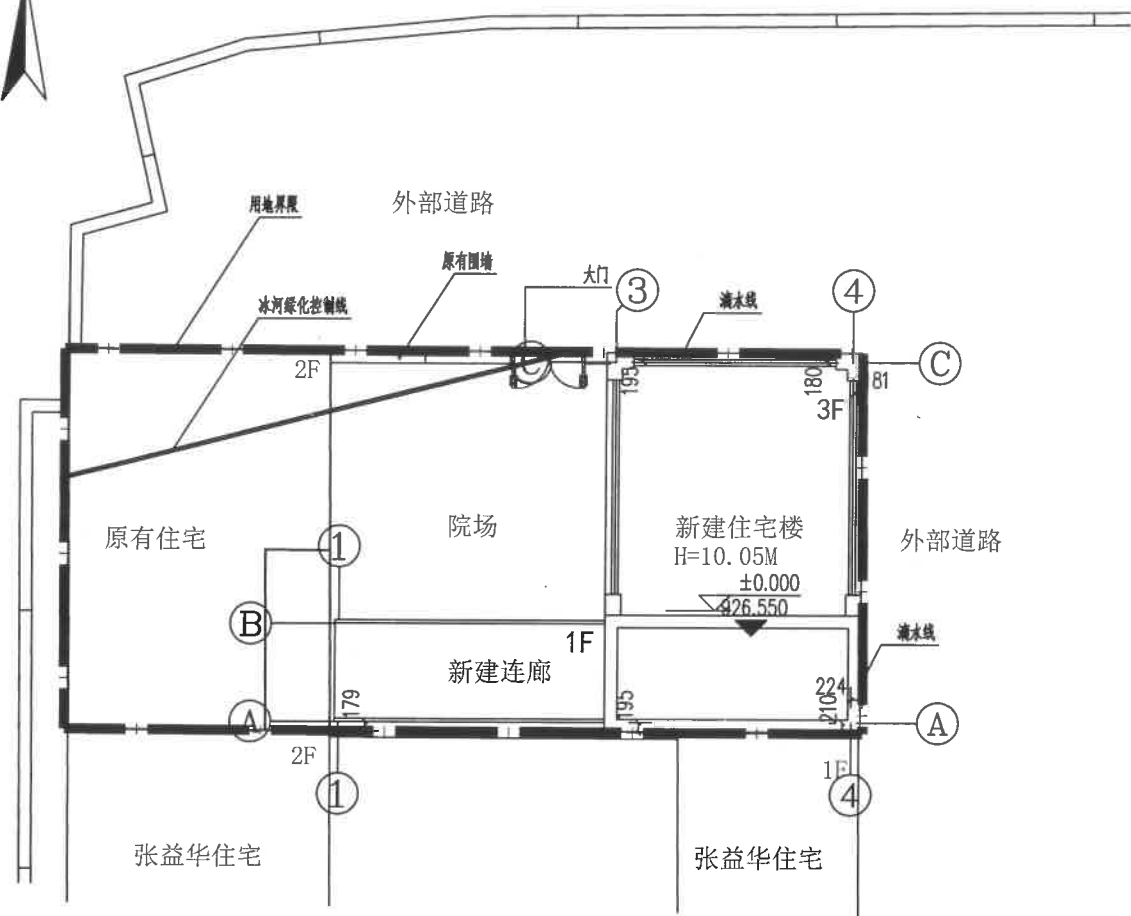 外部道路
用地界限
原有围墙
大门
3
滴水线
4
冰河绿化控制线
2F
C
195
180
81
C
3F
原有住宅
1
院场
新建住宅楼
H=10.05M
±0.000
926.550
外部道路
B
1F
新建连廊
滴水线
179
195
224
210
A
A
2F
1F
1
4
张益华住宅
张益华住宅